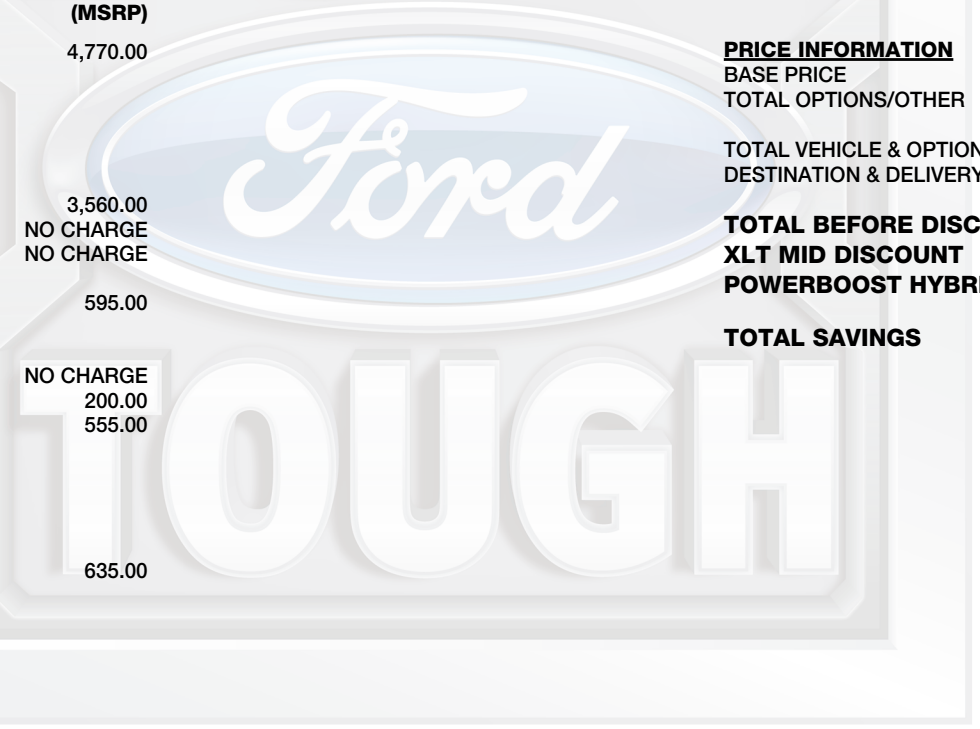 (MSRP)
4,770.00
3,560.00
NO CHARGE
NO CHARGE
595.00
NO CHARGE
200.00
555.00
635.00
PRICE INFORMATION
BASE PRICE
TOTAL OPTIONS/OTHER
TOTAL VEHICLE & OPTION
DESTINATION & DELIVERY
TOTAL BEFORE DISC
XLT MID DISCOUNT
POWERBOOST HYBRI
TOTAL SAVINGS
Ford
TOUGH